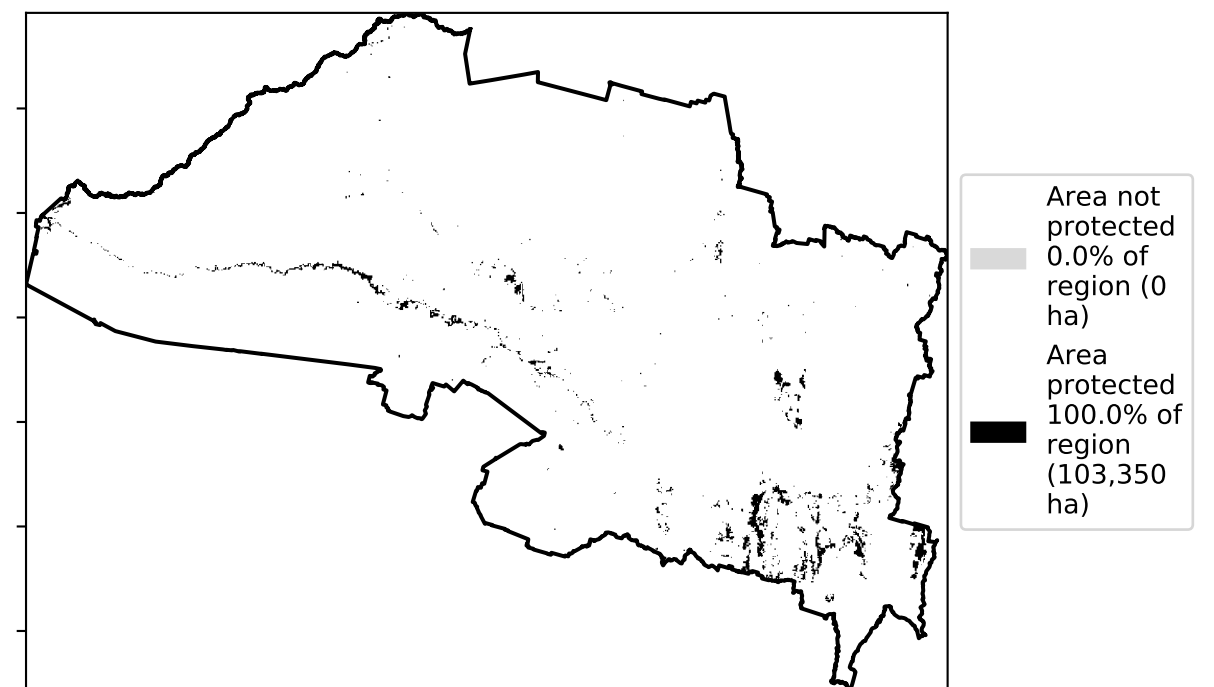 Area not
protected
0.0% of
region (0
ha)
Area
protected
100.0% of
region
(103,350
ha)